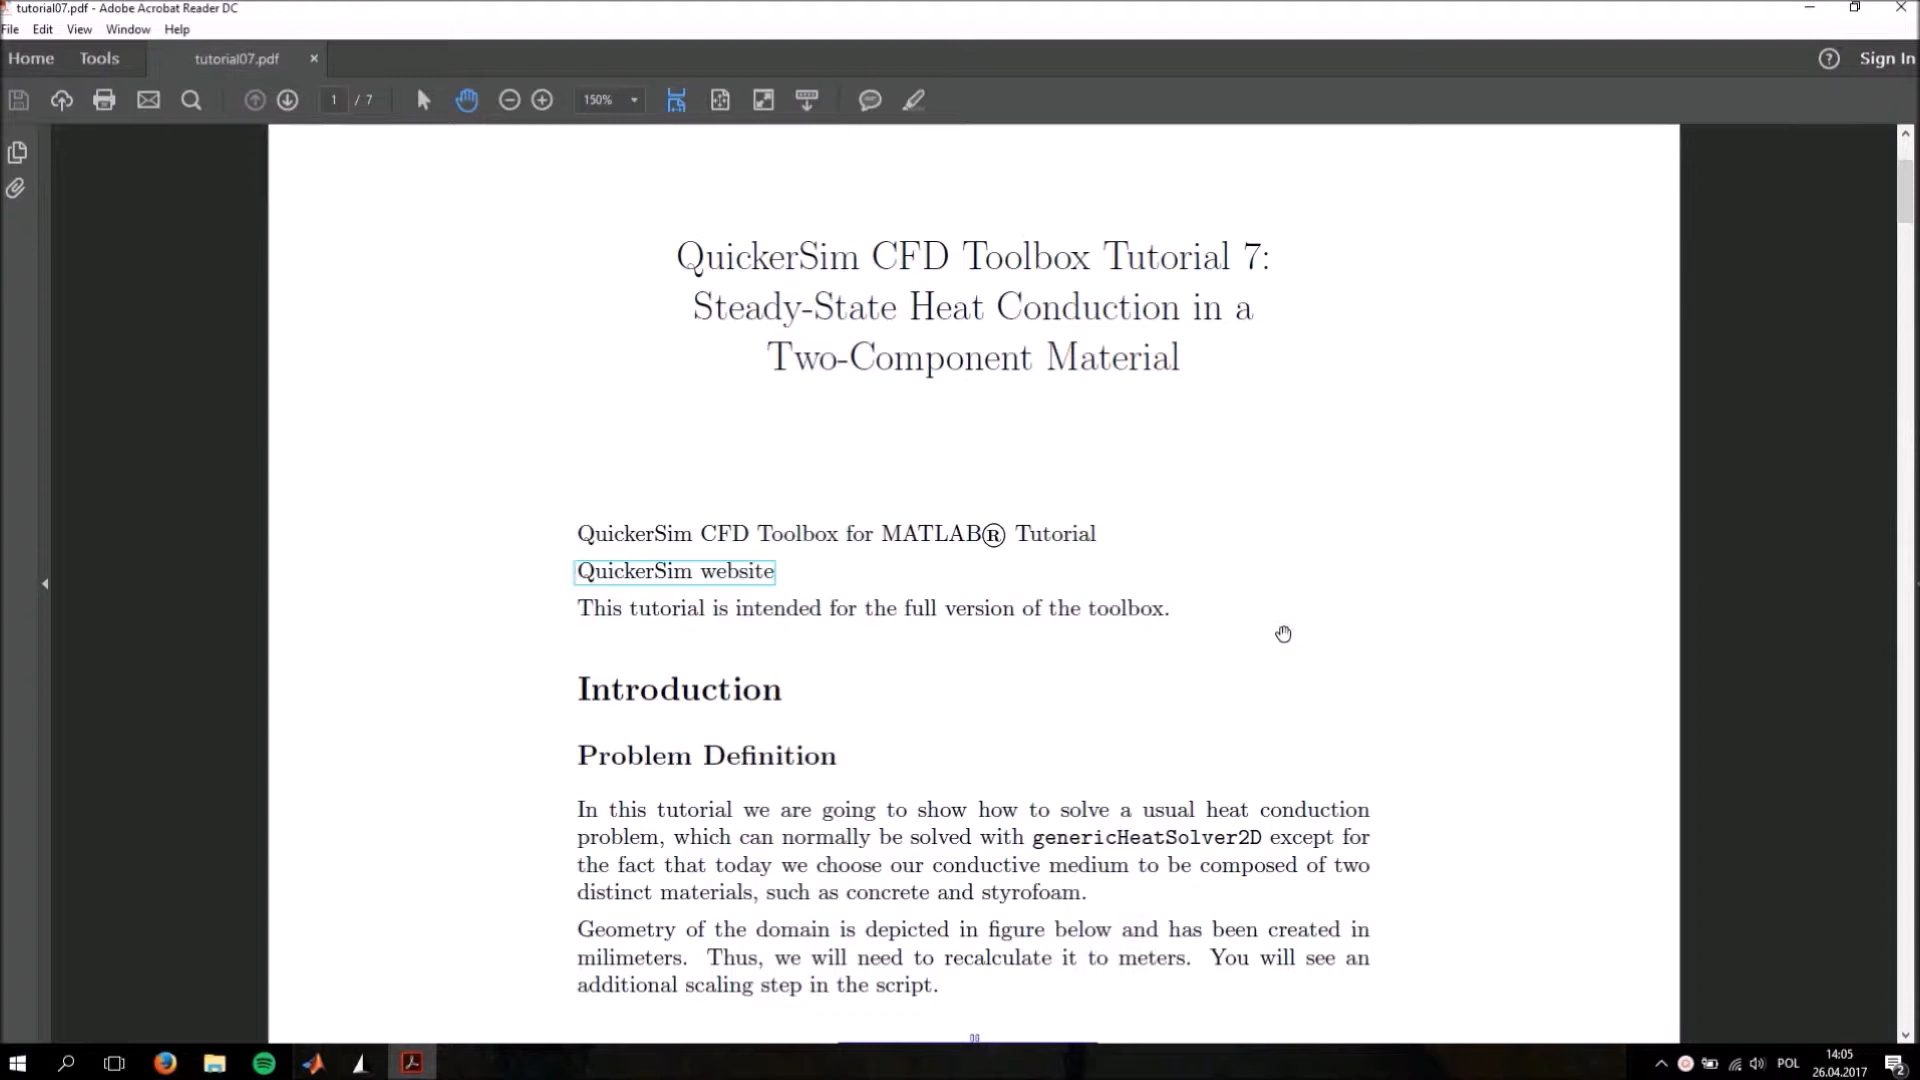 tutorial07.pdf - Adobe Acrobat Reader DC
File Edit View Window Help
Home Tools tutorial07.pdf × Sign In
1 / 7 150%
QuickerSim CFD Toolbox Tutorial 7:
Steady-State Heat Conduction in a
Two-Component Material
QuickerSim CFD Toolbox for MATLAB® Tutorial
QuickerSim website
This tutorial is intended for the full version of the toolbox.
Introduction
Problem Definition
In this tutorial we are going to show how to solve a usual heat conduction
problem, which can normally be solved with genericHeatSolver2D except for
the fact that today we choose our conductive medium to be composed of two
distinct materials, such as concrete and styrofoam.
Geometry of the domain is depicted in figure below and has been created in
milimeters. Thus, we will need to recalculate it to meters. You will see an
additional scaling step in the script.
POL
14:05
26.04.2017
2